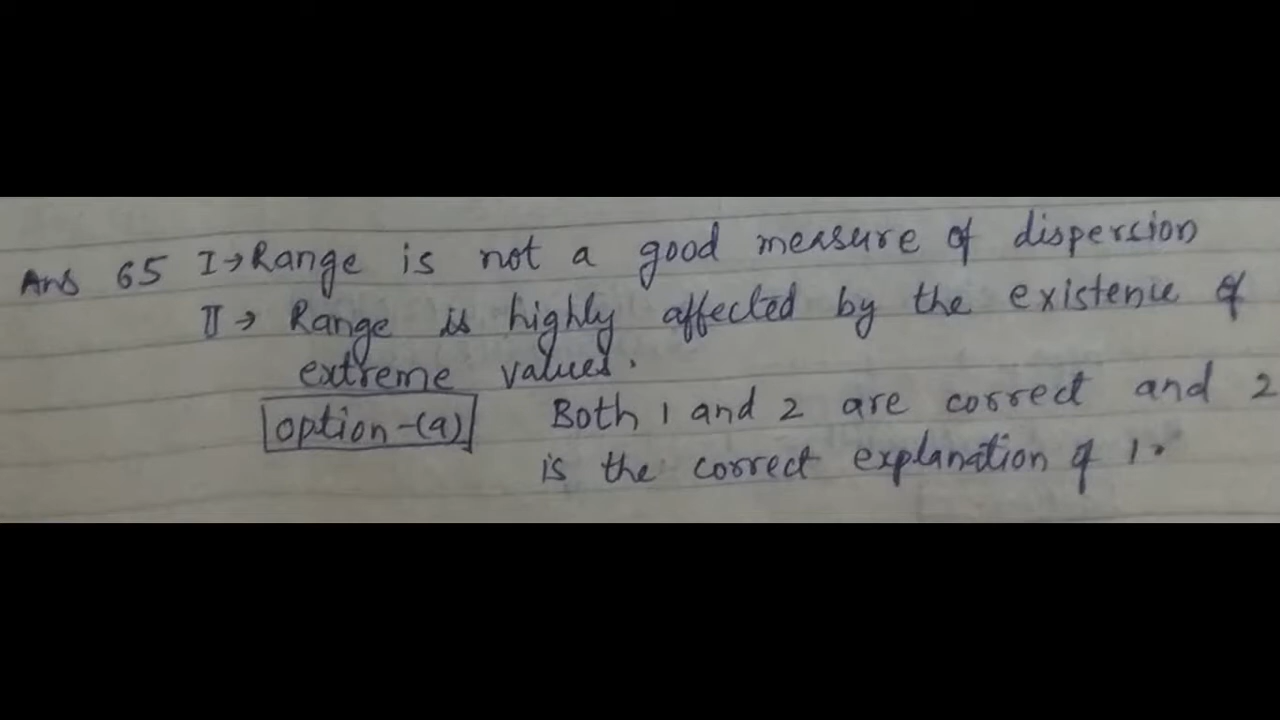 Ans 65 I→Range is not a good measure of dispersion
II→ Range is highly affected by the existence of
extreme values.
option-(a) Both 1 and 2 are correct and 2
is the correct explanation of 1.